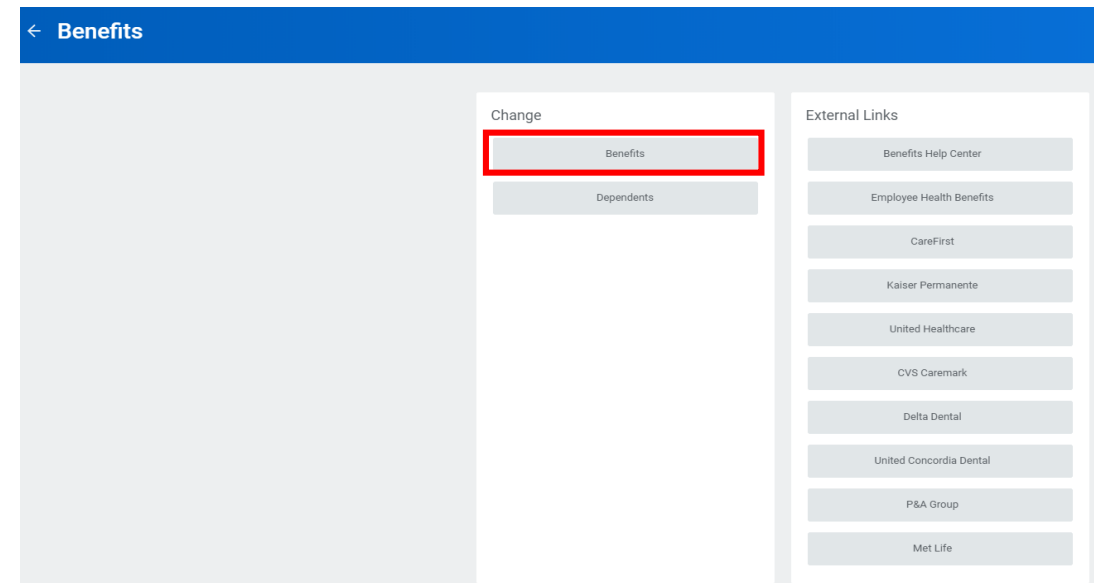 Benefits
Change
Benefits
Dependents
External Links
Benefits Help Center
Employee Health Benefits
CareFirst
Kaiser Permanente
United Healthcare
CVS Caremark
Delta Dental
United Concordia Dental
P&A Group
Met Life